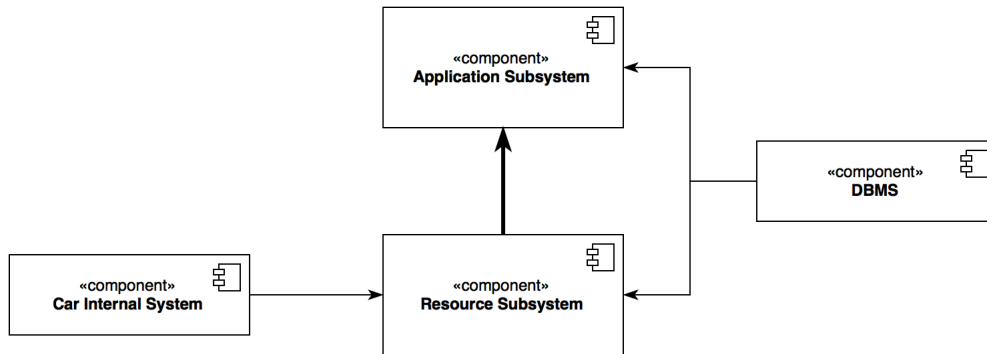 «component»
Application Subsystem
«component»
DBMS
«component»
Car Internal System
«component»
Resource Subsystem